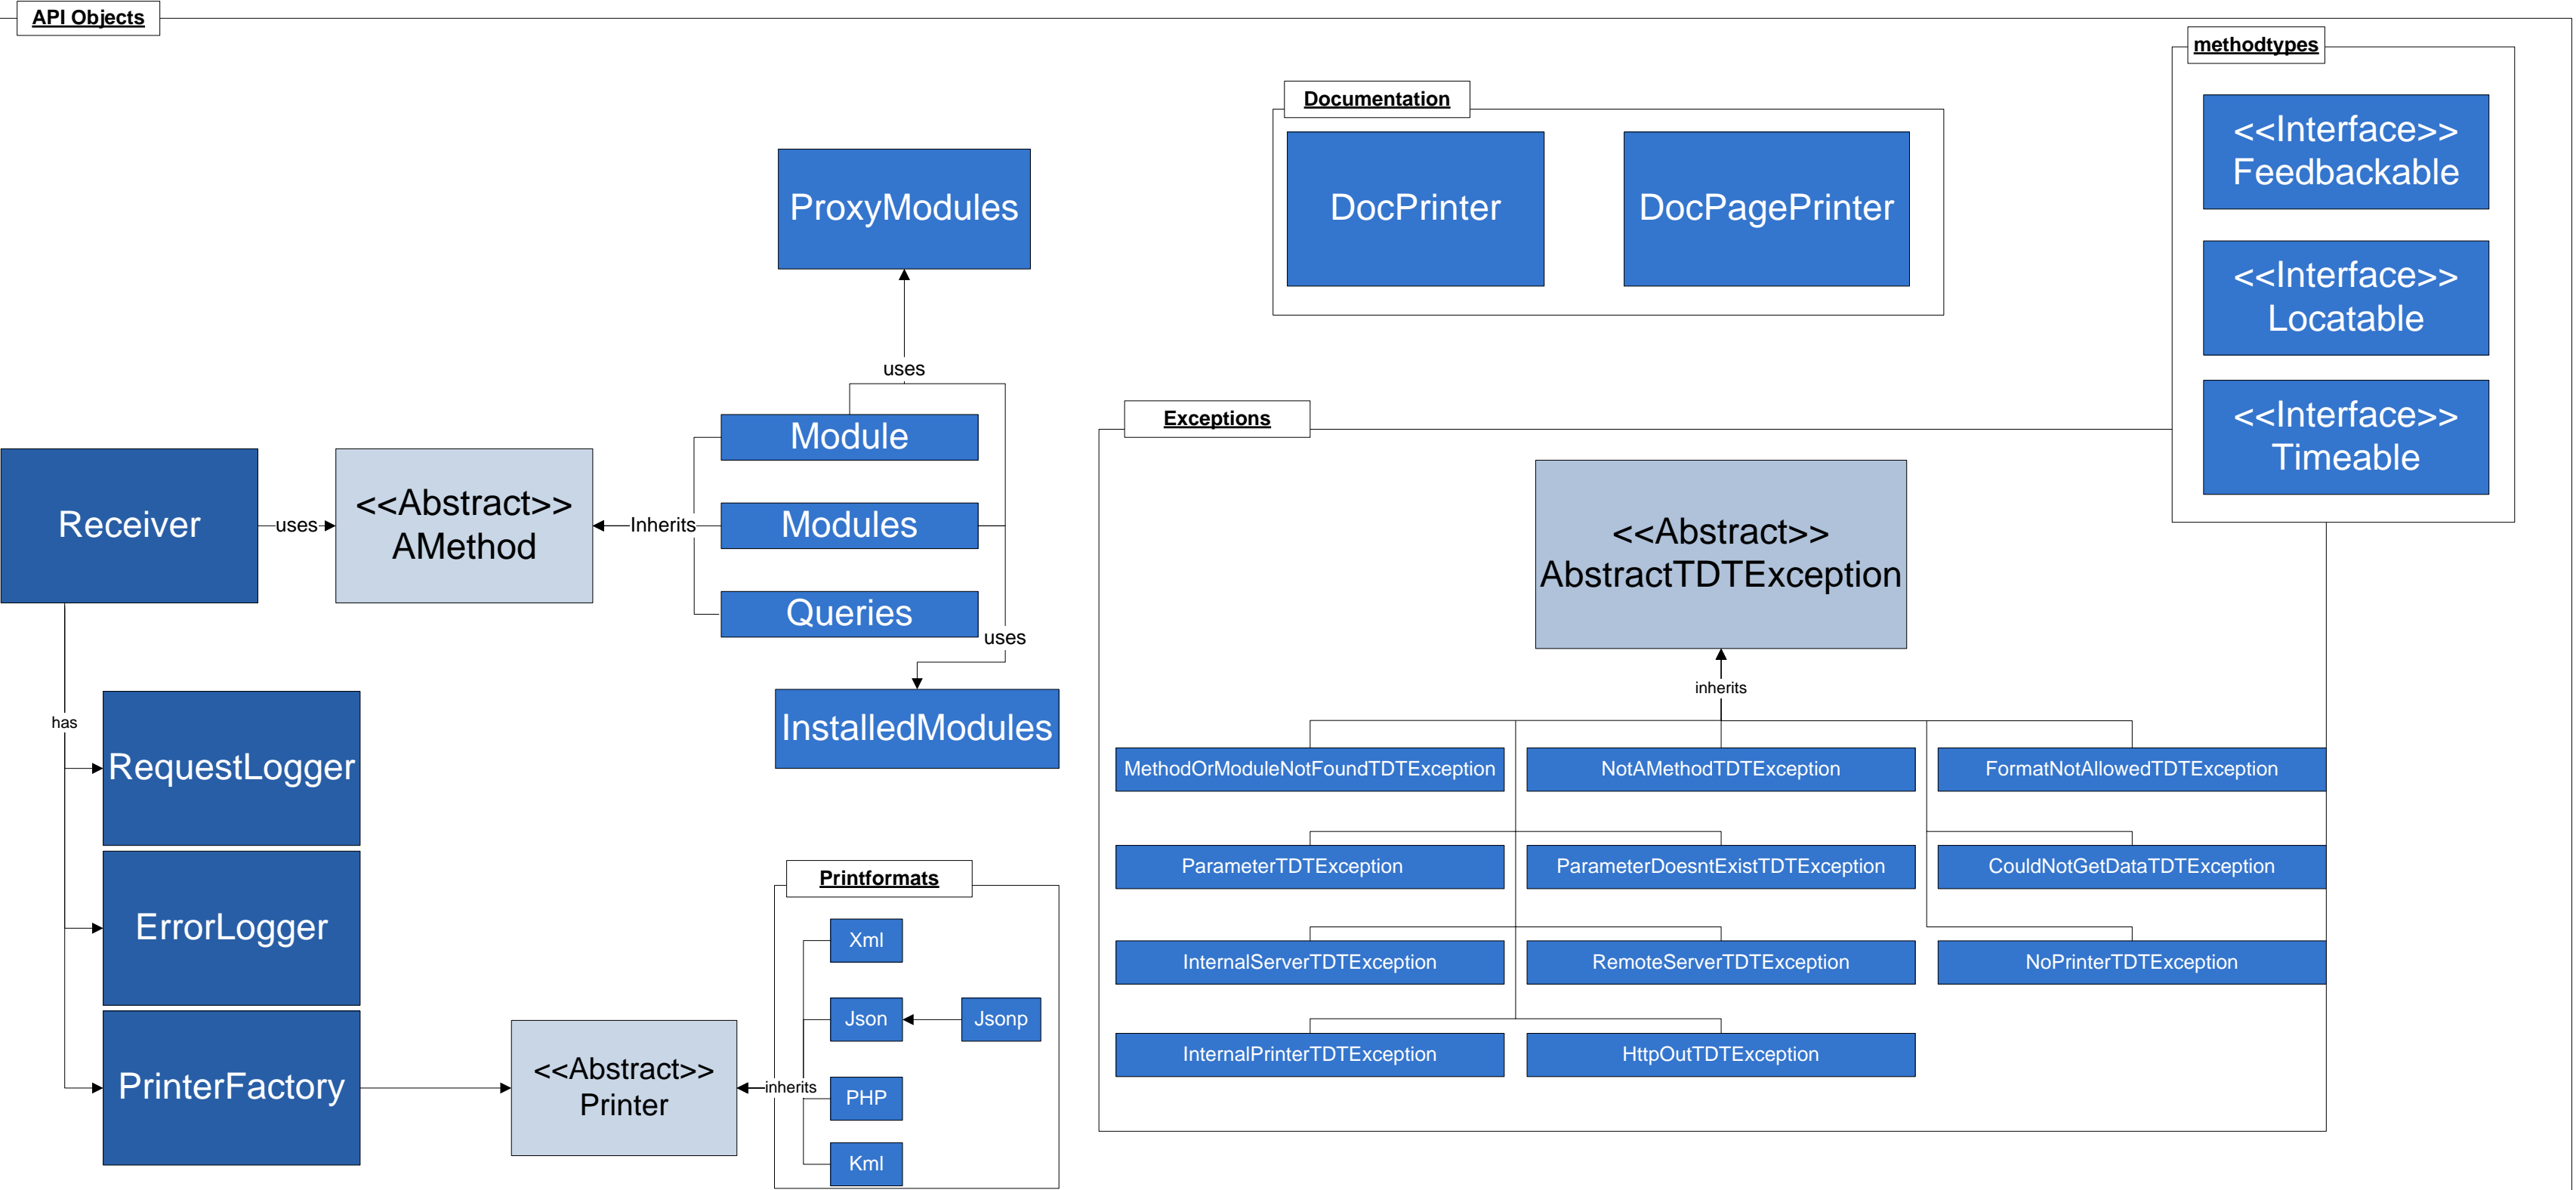 API Objects
methodtypes
<<Interface>>
Feedbackable
<<Interface>>
Locatable
<<Interface>>
Timeable
Documentation
DocPrinter
DocPagePrinter
ProxyModules
uses
Module
Modules
Queries
Inherits
uses
InstalledModules
Receiver
uses
<<Abstract>>
AMethod
has
RequestLogger
ErrorLogger
PrinterFactory
<<Abstract>>
Printer
inherits
Printformats
Xml
Json
Jsonp
PHP
Kml
Exceptions
<<Abstract>>
AbstractTDTException
inherits
MethodOrModuleNotFoundTDTException
NotAMethodTDTException
FormatNotAllowedTDTException
ParameterTDTException
ParameterDoesntExistTDTException
CouldNotGetDataTDTException
InternalServerTDTException
RemoteServerTDTException
NoPrinterTDTException
InternalPrinterTDTException
HttpOutTDTException